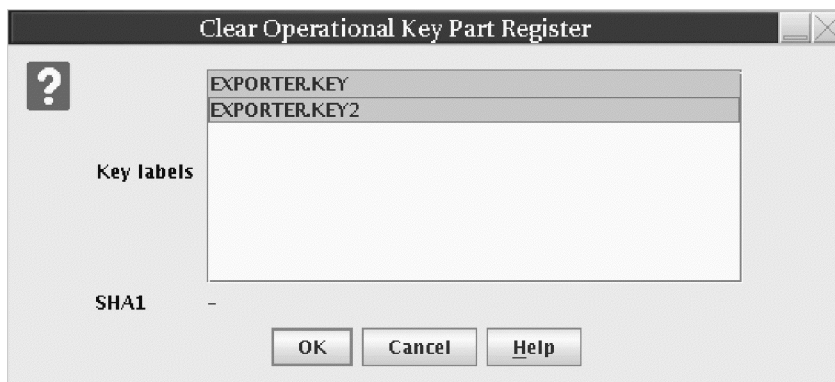 Clear Operational Key Part Register
?
EXPORTER.KEY
EXPORTER.KEY2
Key labels
SHA1 -
OK Cancel Help